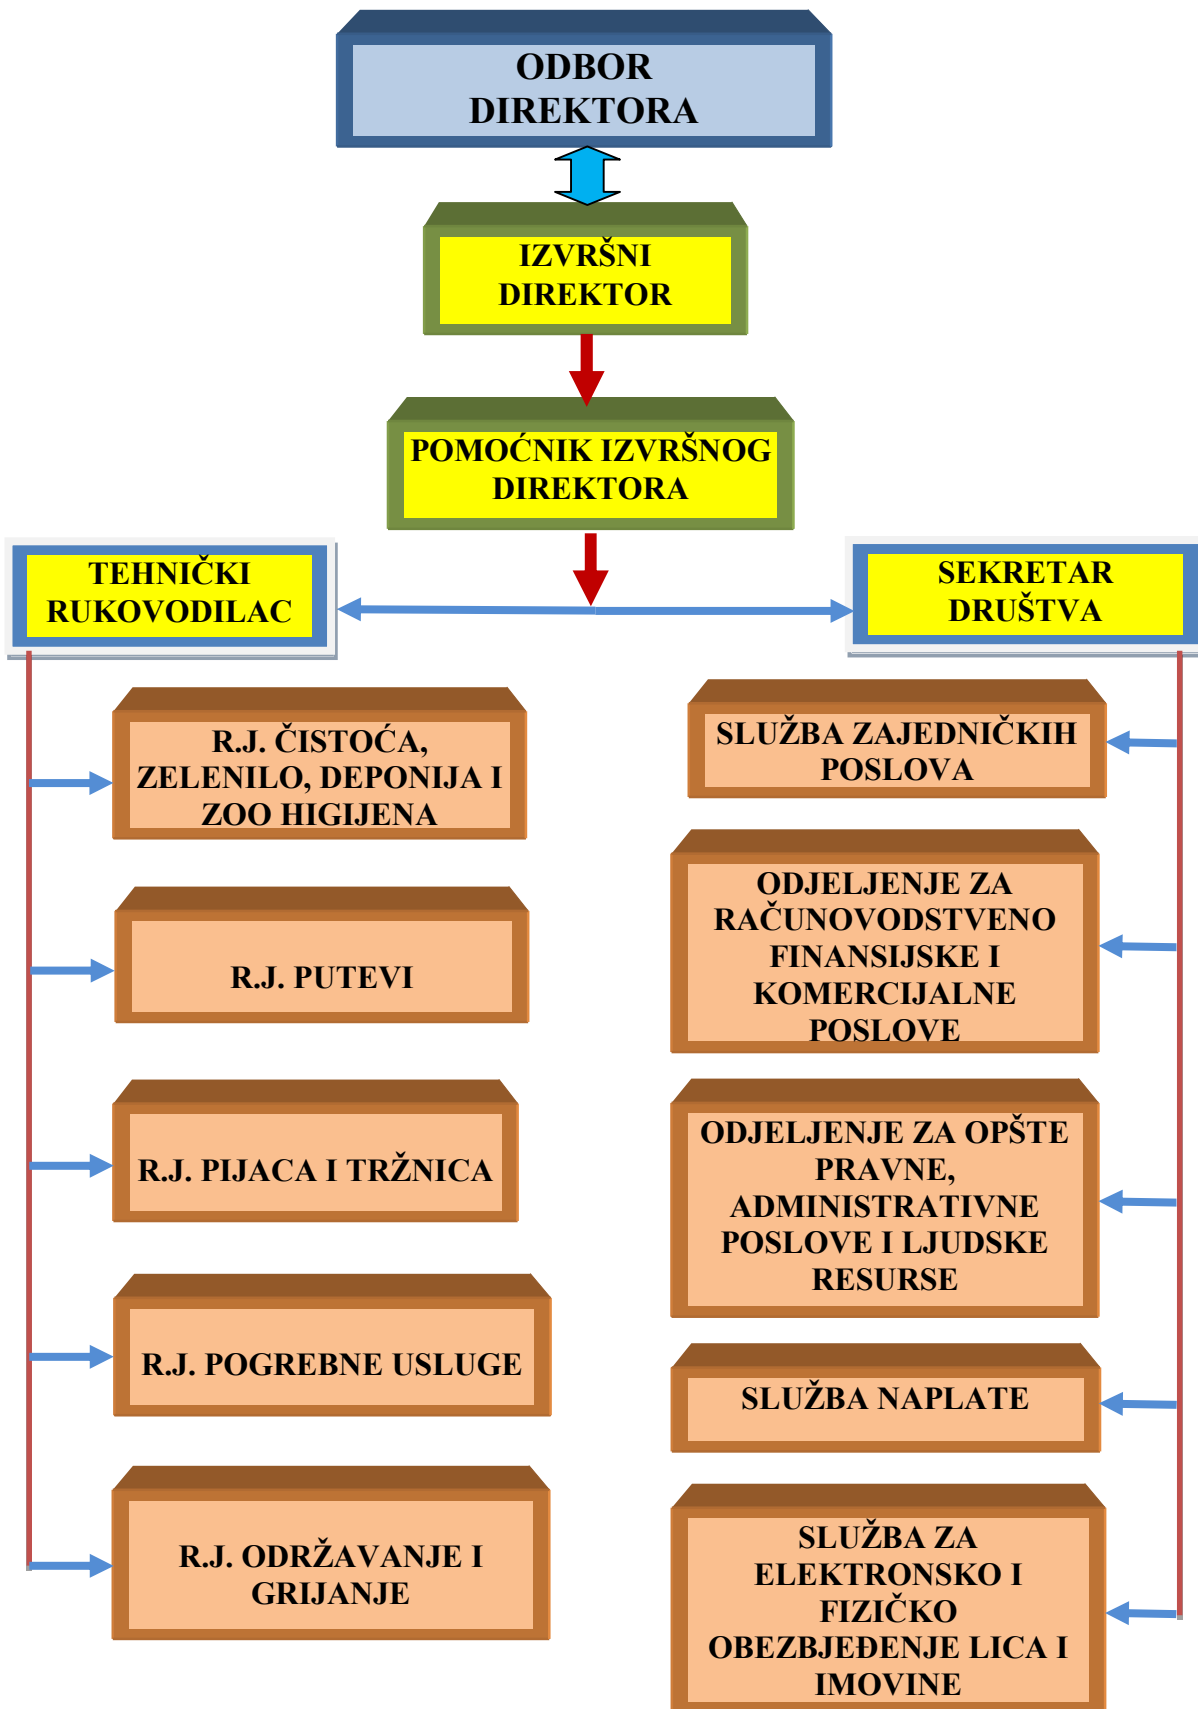 ODBOR
DIREKTORA
IZVRŠNI
DIREKTOR
POMOĆNIK IZVRŠNOG
DIREKTORA
TEHNIČKI
RUKOVODILAC
SEKRETAR
DRUŠTVA
R.J. ČISTOĆA,
ZELENILO, DEPONIJA I
ZOO HIGIJENA
R.J. PUTEVI
R.J. PIJACA I TRŽNICA
R.J. POGREBNE USLUGE
R.J. ODRŽAVANJE I
GRIJANJE
SLUŽBA ZAJEDNIČKIH
POSLOVA
ODJELJENJE ZA
RAČUNOVODSTVENO
FINANSIJSKE I
KOMERCIJALNE
POSLOVE
ODJELJENJE ZA OPŠTE
PRAVNE,
ADMINISTRATIVNE
POSLOVE I LJUDSKE
RESURSE
SLUŽBA NAPLATE
SLUŽBA ZA
ELEKTRONSKO I
FIZIČKO
OBEZBJEĐENJE LICA I
IMOVINE